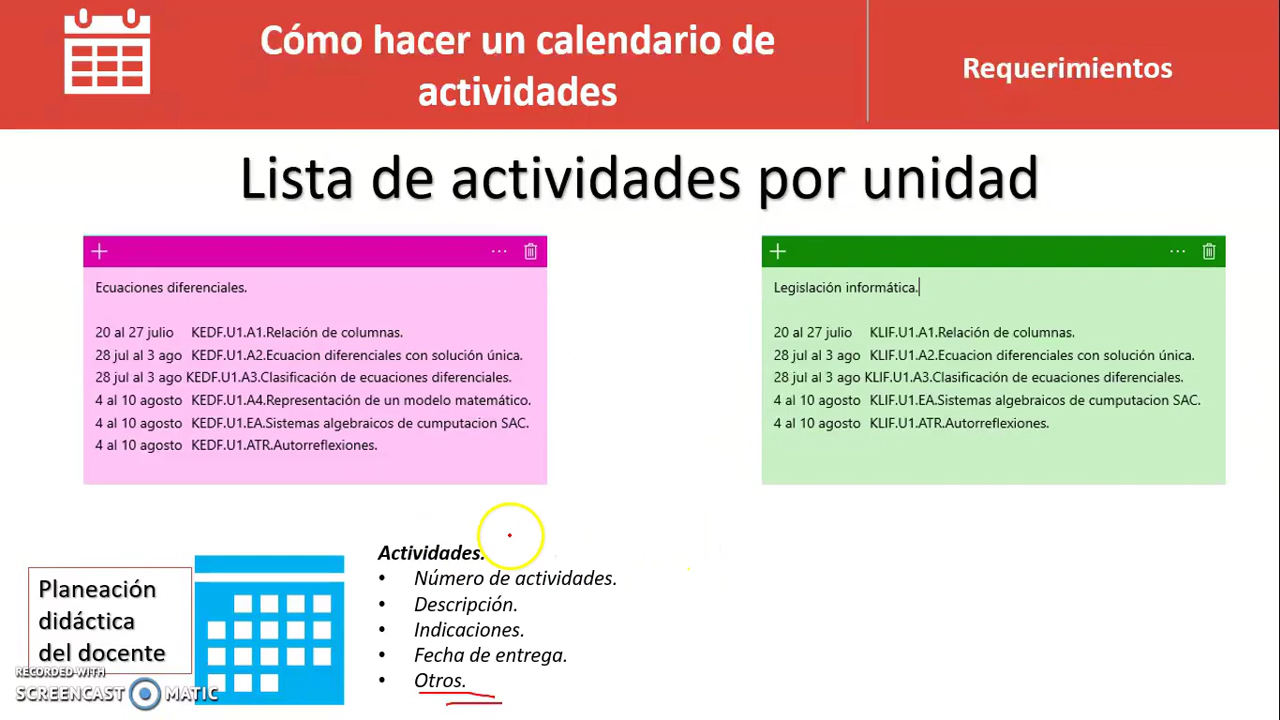 Cómo hacer un calendario de
actividades
Requerimientos
Lista de actividades por unidad
Ecuaciones diferenciales.
20 al 27 julio KEDF.U1.A1.Relación de columnas.
28 jul al 3 ago KEDF.U1.A2.Ecuacion diferenciales con solución única.
28 jul al 3 ago KEDF.U1.A3.Clasificación de ecuaciones diferenciales.
4 al 10 agosto KEDF.U1.A4.Representación de un modelo matemático.
4 al 10 agosto KEDF.U1.EA.Sistemas algebraicos de cumputacion SAC.
4 al 10 agosto KEDF.U1.ATR.Autorreflexiones.
Legislación informática.
20 al 27 julio KLIF.U1.A1.Relación de columnas.
28 jul al 3 ago KLIF.U1.A2.Ecuacion diferenciales con solución única.
28 jul al 3 ago KLIF.U1.A3.Clasificación de ecuaciones diferenciales.
4 al 10 agosto KLIF.U1.EA.Sistemas algebraicos de cumputacion SAC.
4 al 10 agosto KLIF.U1.ATR.Autorreflexiones.
Planeación
didáctica
del docente
Actividades.
• Número de actividades.
• Descripción.
• Indicaciones.
• Fecha de entrega.
• Otros.
RECORDED WITH
SCREENCAST MATIC